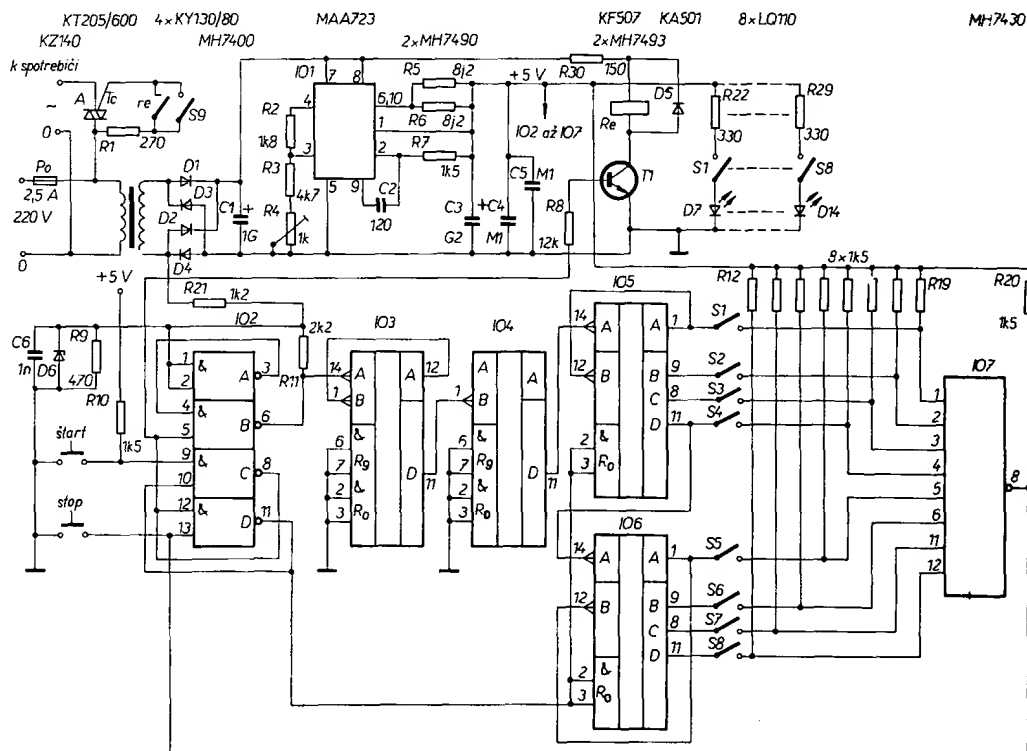 KT205/600 4×KY130/80 MAA723 KF507 KA501 8×LQ110 MH7430
KZ140 MH7400 2×MH7490 2×MH7493
k spotřebiči
IO1
R5 8j2
R30 150
+5 V
D5
R22
R29
A Tc
re
S9
7 8
4
6,10
R6 8j2
IO2 až IO7
Re
330
330
~
R2
1k8
1
R7
0
R1
270
3
2
1k5
S1
S8
Po
D1
R3
4k7
5
9
C2
C5
M1
T1
2,5 A
D3
C1
+
1G
R4
1k
120
C3
+
C4
R8
D7
D14
220 V
D2
G2
M1
12k
0
D4
+5 V
R21
1k2
R12
8×1k5
R19
R20
1k5
IO2
2k2
IO3
IO4
IO5
C6
1n
D6
R9
470
1
2
&
A
3
R11
14
A
A
12
A
A
14
A
A
1
S1
1
B
1
B
12
B
B
9
S2
IO7
R10
4
5
&
B
6
C
8
S3
D
11
S4
1
2
štart
1k5
9
10
&
C
8
6
7
&
R9
D
11
6
7
&
R9
D
11
2
3
&
R0
3
4
stop
12
13
&
D
11
2
3
&
R0
2
3
&
R0
IO6
5
6
8
14
A
A
1
S5
11
12
12
B
B
9
S6
C
8
S7
D
11
S8
2
3
&
R0